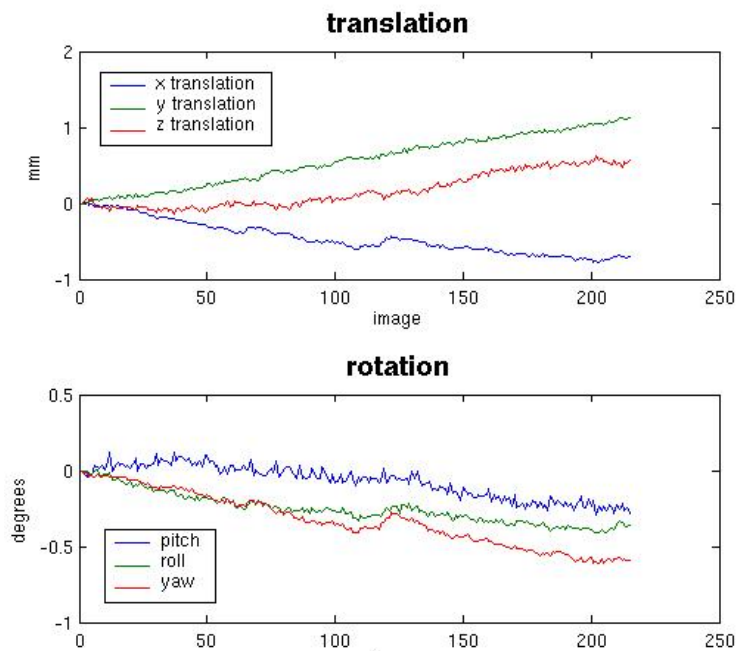 translation
2
x translation
y translation
z translation
1
mm
0
-1
0 50 100 150 200 250
image
rotation
0.5
0
degrees
-0.5
pitch
roll
yaw
-1
0 50 100 150 200 250